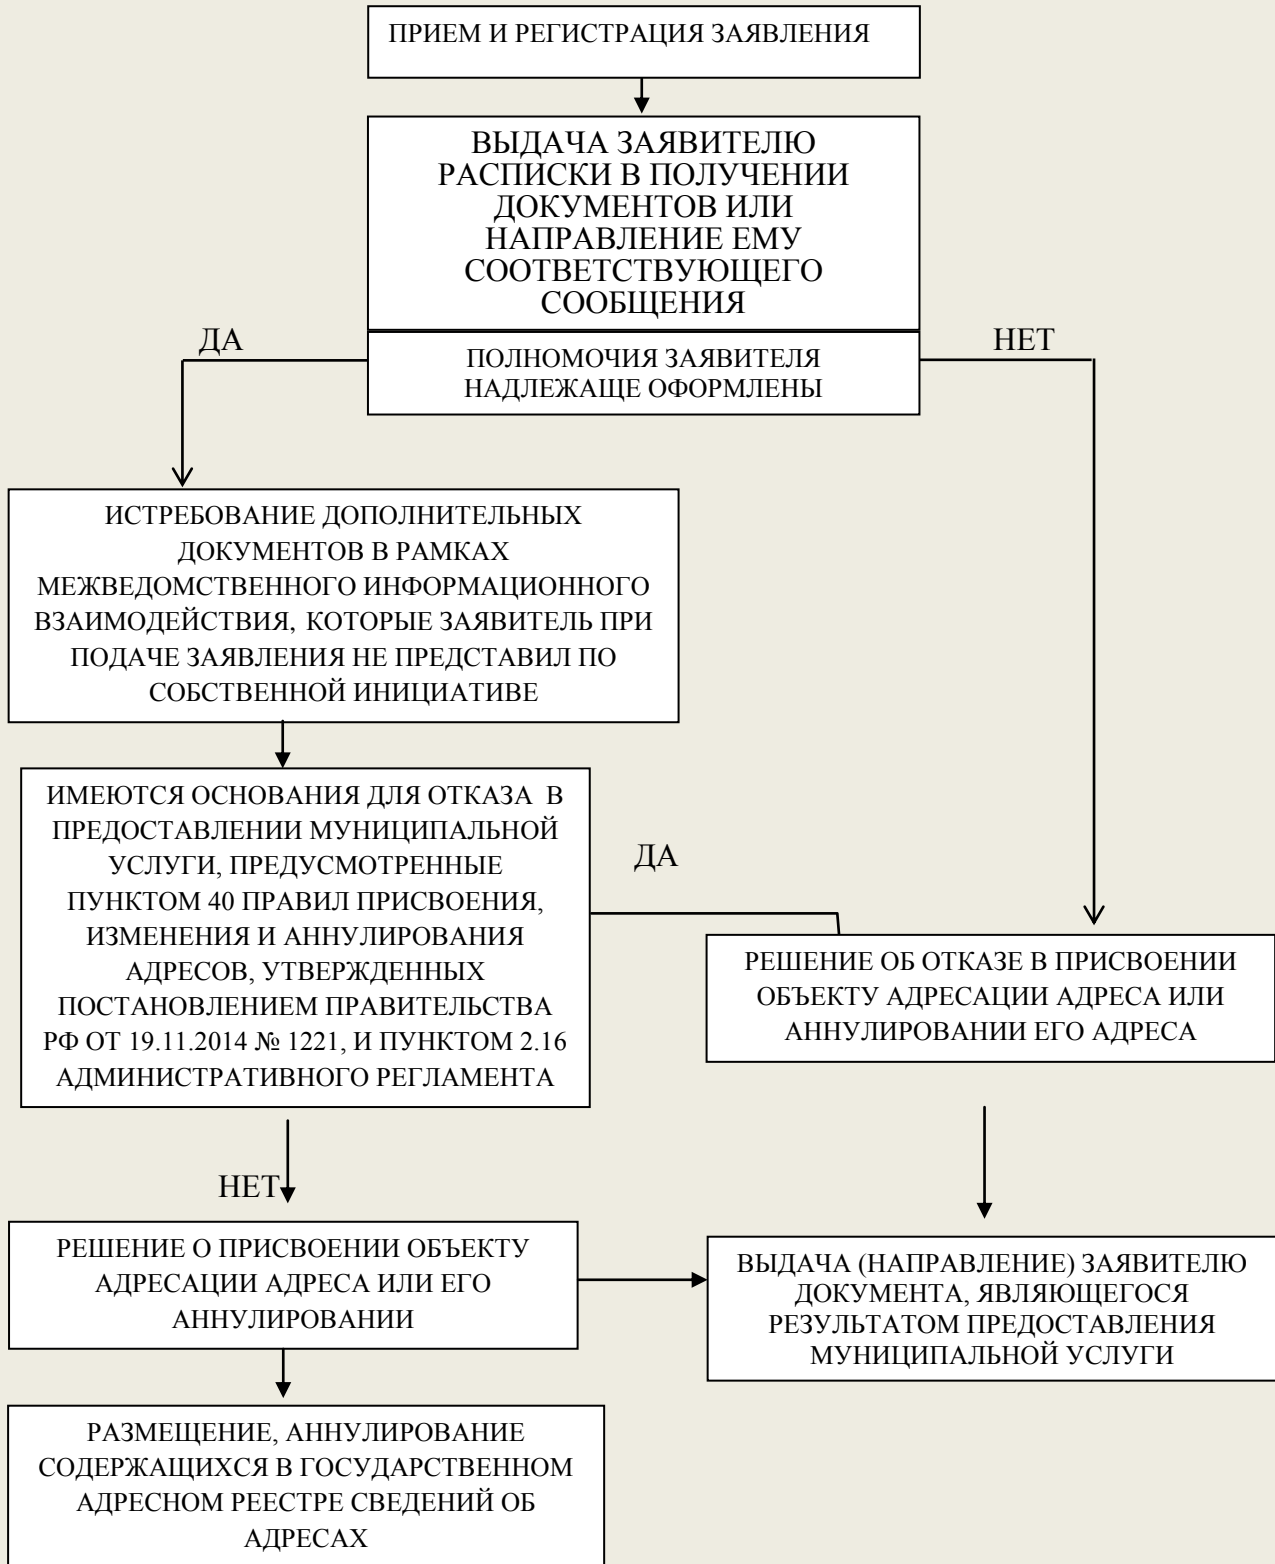 ПРИЕМ И РЕГИСТРАЦИЯ ЗАЯВЛЕНИЯ
ВЫДАЧА ЗАЯВИТЕЛЮ
РАСПИСКИ В ПОЛУЧЕНИИ
ДОКУМЕНТОВ ИЛИ
НАПРАВЛЕНИЕ ЕМУ
СООТВЕТСТВУЮЩЕГО
СООБЩЕНИЯ
ДА
НЕТ
ПОЛНОМОЧИЯ ЗАЯВИТЕЛЯ
НАДЛЕЖАЩЕ ОФОРМЛЕНЫ
ИСТРЕБОВАНИЕ ДОПОЛНИТЕЛЬНЫХ
ДОКУМЕНТОВ В РАМКАХ
МЕЖВЕДОМСТВЕННОГО ИНФОРМАЦИОННОГО
ВЗАИМОДЕЙСТВИЯ, КОТОРЫЕ ЗАЯВИТЕЛЬ ПРИ
ПОДАЧЕ ЗАЯВЛЕНИЯ НЕ ПРЕДСТАВИЛ ПО
СОБСТВЕННОЙ ИНИЦИАТИВЕ
ИМЕЮТСЯ ОСНОВАНИЯ ДЛЯ ОТКАЗА В
ПРЕДОСТАВЛЕНИИ МУНИЦИПАЛЬНОЙ
УСЛУГИ, ПРЕДУСМОТРЕННЫЕ
ПУНКТОМ 40 ПРАВИЛ ПРИСВОЕНИЯ,
ИЗМЕНЕНИЯ И АННУЛИРОВАНИЯ
АДРЕСОВ, УТВЕРЖДЕННЫХ
ПОСТАНОВЛЕНИЕМ ПРАВИТЕЛЬСТВА
РФ ОТ 19.11.2014 № 1221, И ПУНКТОМ 2.16
АДМИНИСТРАТИВНОГО РЕГЛАМЕНТА
ДА
РЕШЕНИЕ ОБ ОТКАЗЕ В ПРИСВОЕНИИ
ОБЪЕКТУ АДРЕСАЦИИ АДРЕСА ИЛИ
АННУЛИРОВАНИИ ЕГО АДРЕСА
НЕТ
РЕШЕНИЕ О ПРИСВОЕНИИ ОБЪЕКТУ
АДРЕСАЦИИ АДРЕСА ИЛИ ЕГО
АННУЛИРОВАНИИ
ВЫДАЧА (НАПРАВЛЕНИЕ) ЗАЯВИТЕЛЮ
ДОКУМЕНТА, ЯВЛЯЮЩЕГОСЯ
РЕЗУЛЬТАТОМ ПРЕДОСТАВЛЕНИЯ
МУНИЦИПАЛЬНОЙ УСЛУГИ
РАЗМЕЩЕНИЕ, АННУЛИРОВАНИЕ
СОДЕРЖАЩИХСЯ В ГОСУДАРСТВЕННОМ
АДРЕСНОМ РЕЕСТРЕ СВЕДЕНИЙ ОБ
АДРЕСАХ